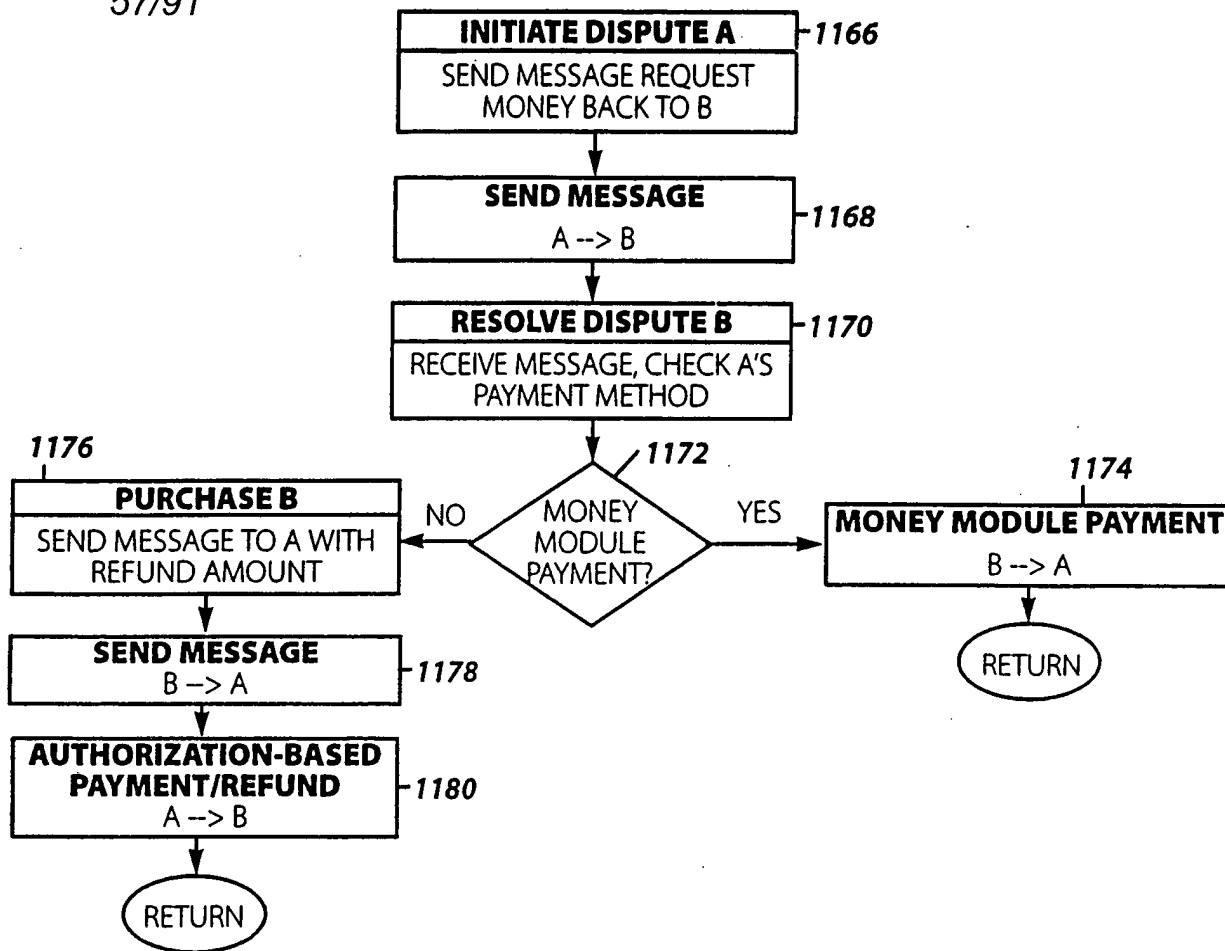 57/91
INITIATE DISPUTE A
1166
SEND MESSAGE REQUEST
MONEY BACK TO B
SEND MESSAGE
1168
A --> B
RESOLVE DISPUTE B
1170
RECEIVE MESSAGE, CHECK A'S
PAYMENT METHOD
1172
1176
PURCHASE B
SEND MESSAGE TO A WITH
REFUND AMOUNT
NO
MONEY
MODULE
PAYMENT?
YES
1174
MONEY MODULE PAYMENT
B --> A
RETURN
SEND MESSAGE
B --> A
1178
AUTHORIZATION-BASED
PAYMENT/REFUND
1180
A --> B
RETURN